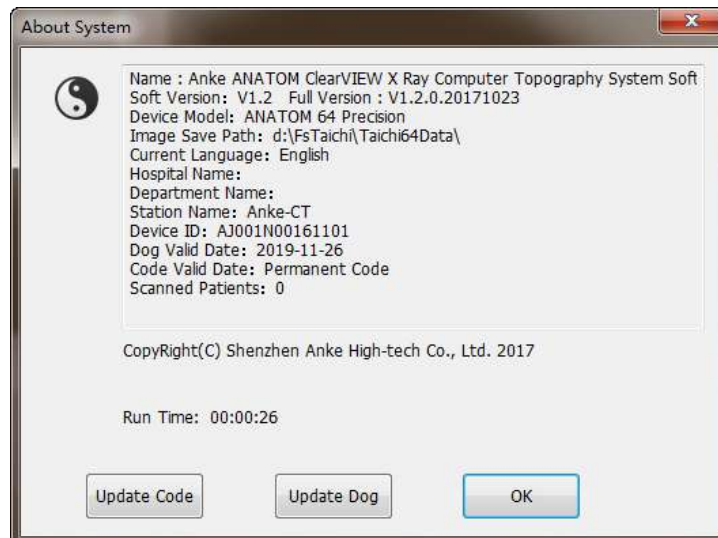 About System
Name : Anke ANATOM ClearVIEW X Ray Computer Topography System Soft
Soft Version: V1.2 Full Version : V1.2.0.20171023
Device Model: ANATOM 64 Precision
Image Save Path: d:\FsTaichi\Taichi64Data\
Current Language: English
Hospital Name:
Department Name:
Station Name: Anke-CT
Device ID: AJ001N00161101
Dog Valid Date: 2019-11-26
Code Valid Date: Permanent Code
Scanned Patients: 0
CopyRight(C) Shenzhen Anke High-tech Co., Ltd. 2017
Run Time: 00:00:26
Update Code Update Dog OK